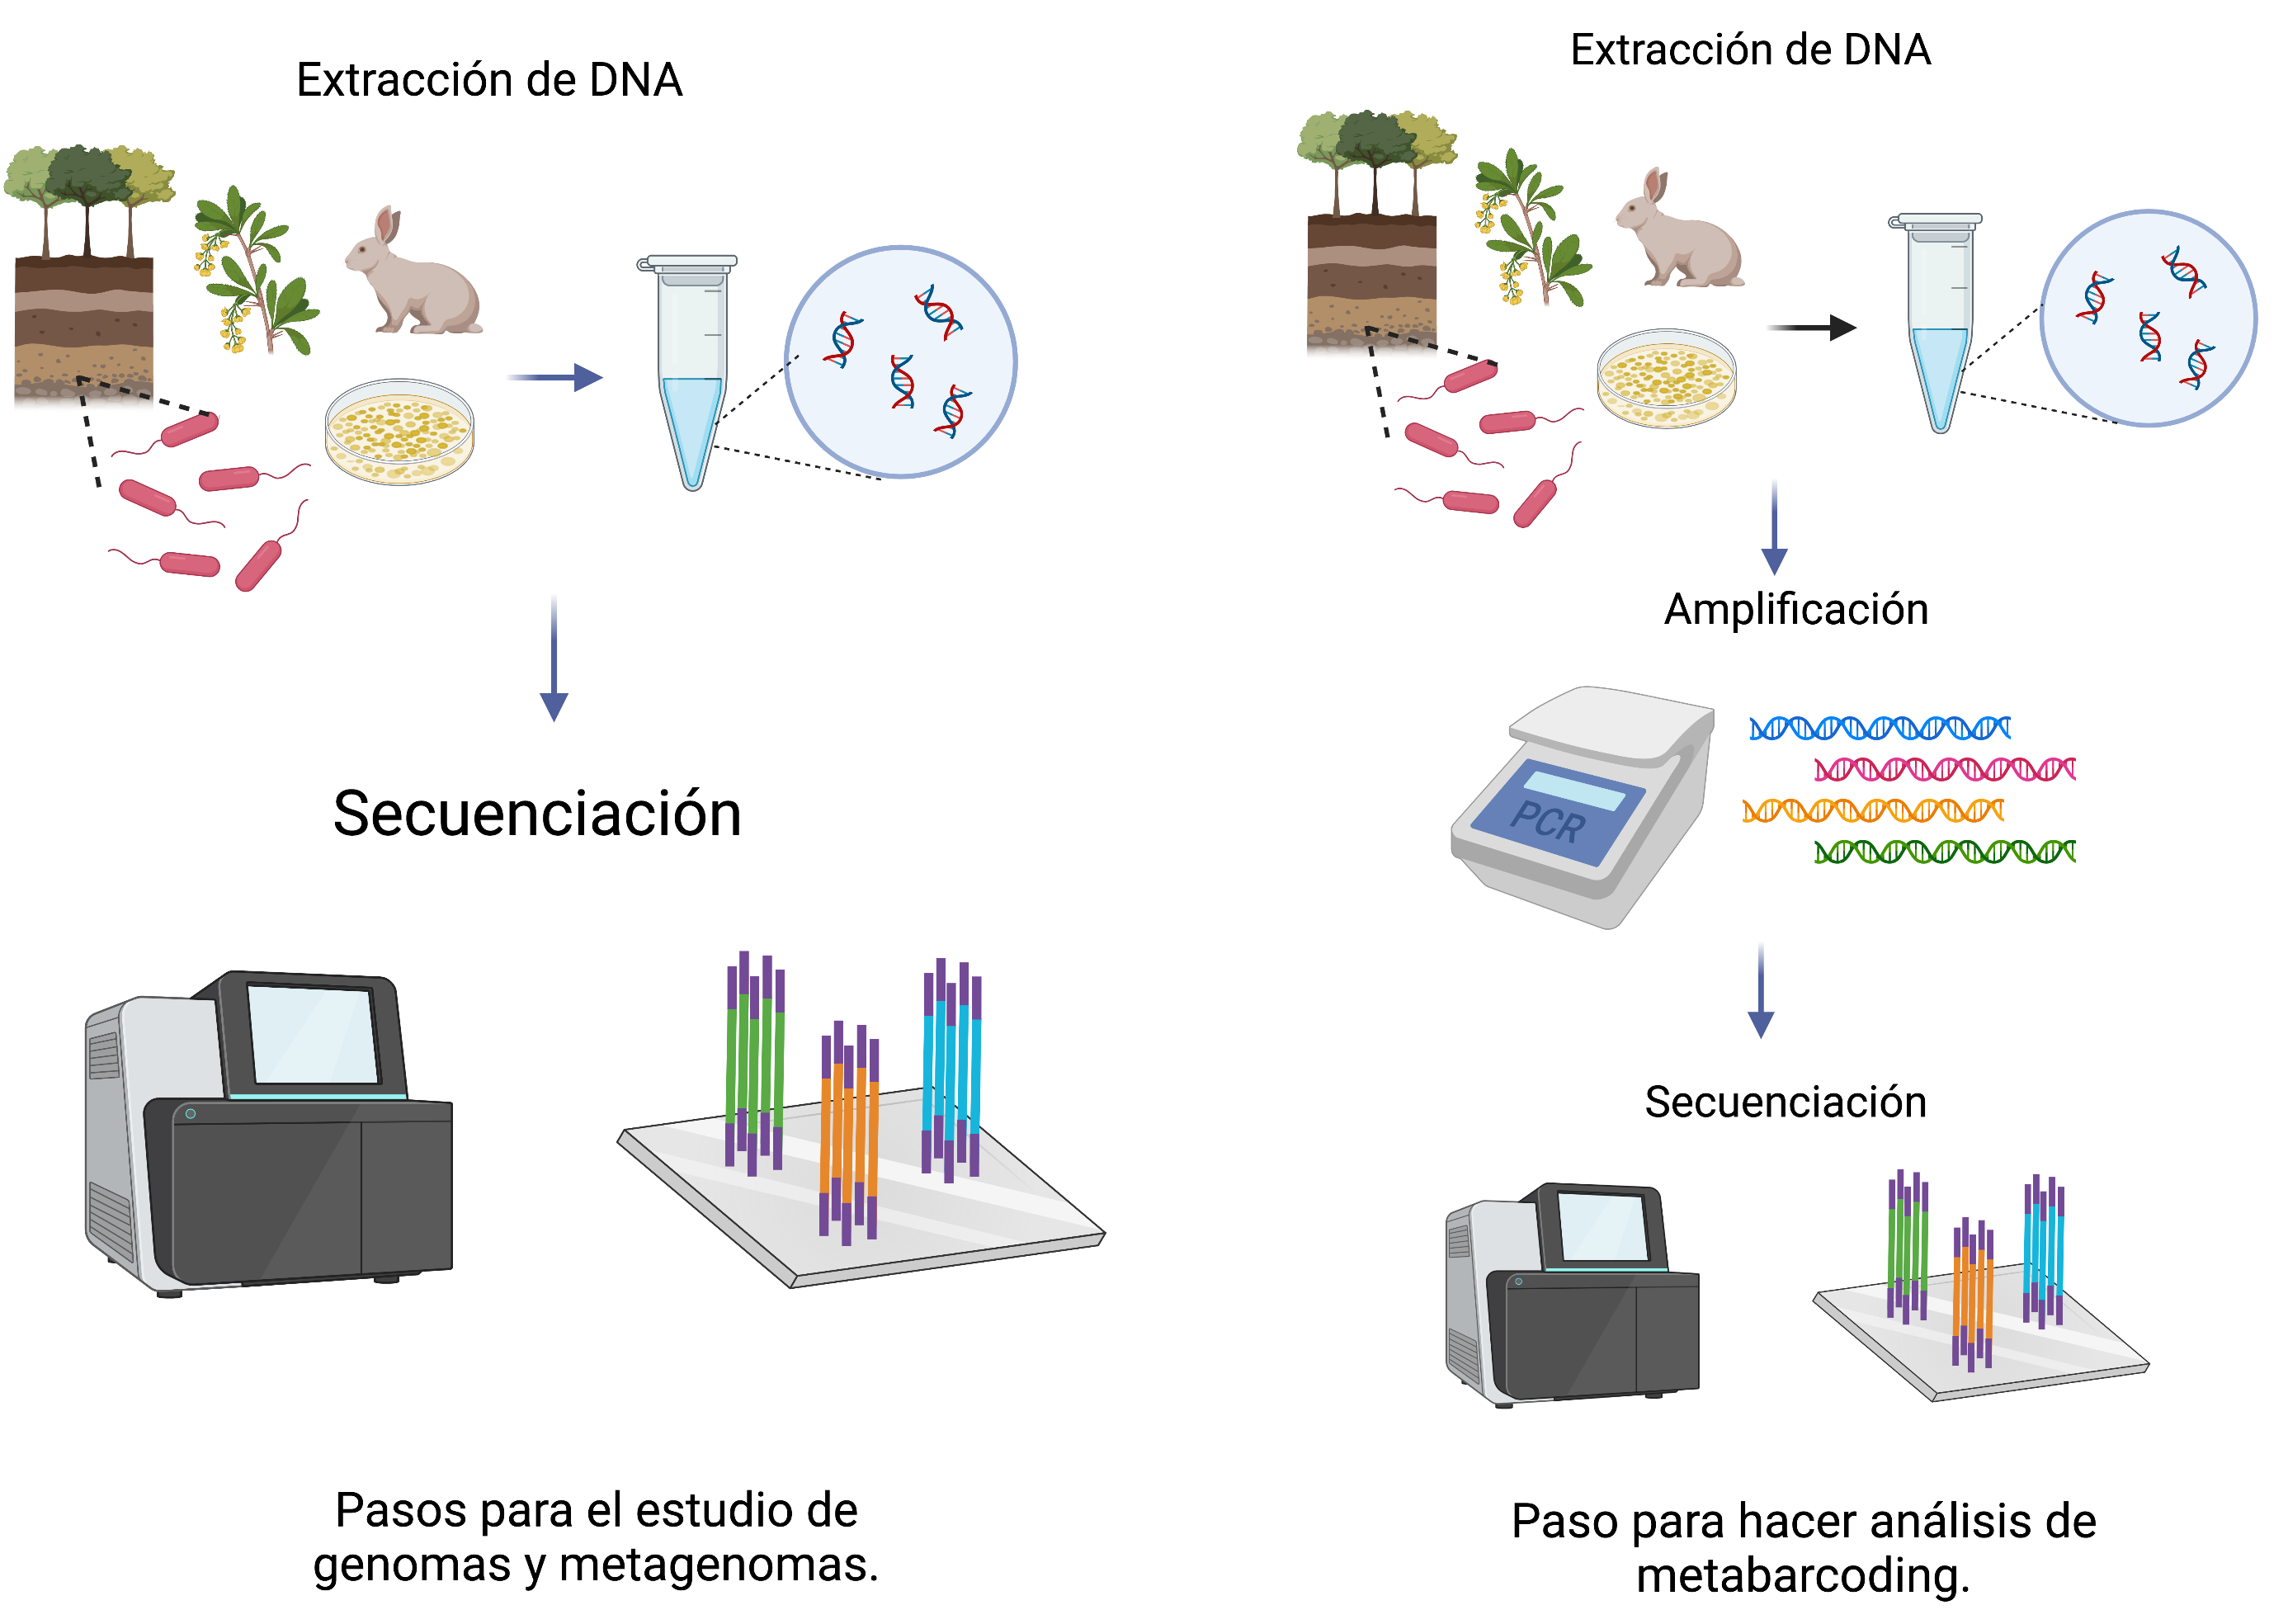 Extracción de DNA
Secuenciación
Pasos para el estudio de
genomas y metagenomas.
Extracción de DNA
Amplificación
PCR
Secuenciación
Paso para hacer análisis de
metabarcoding.